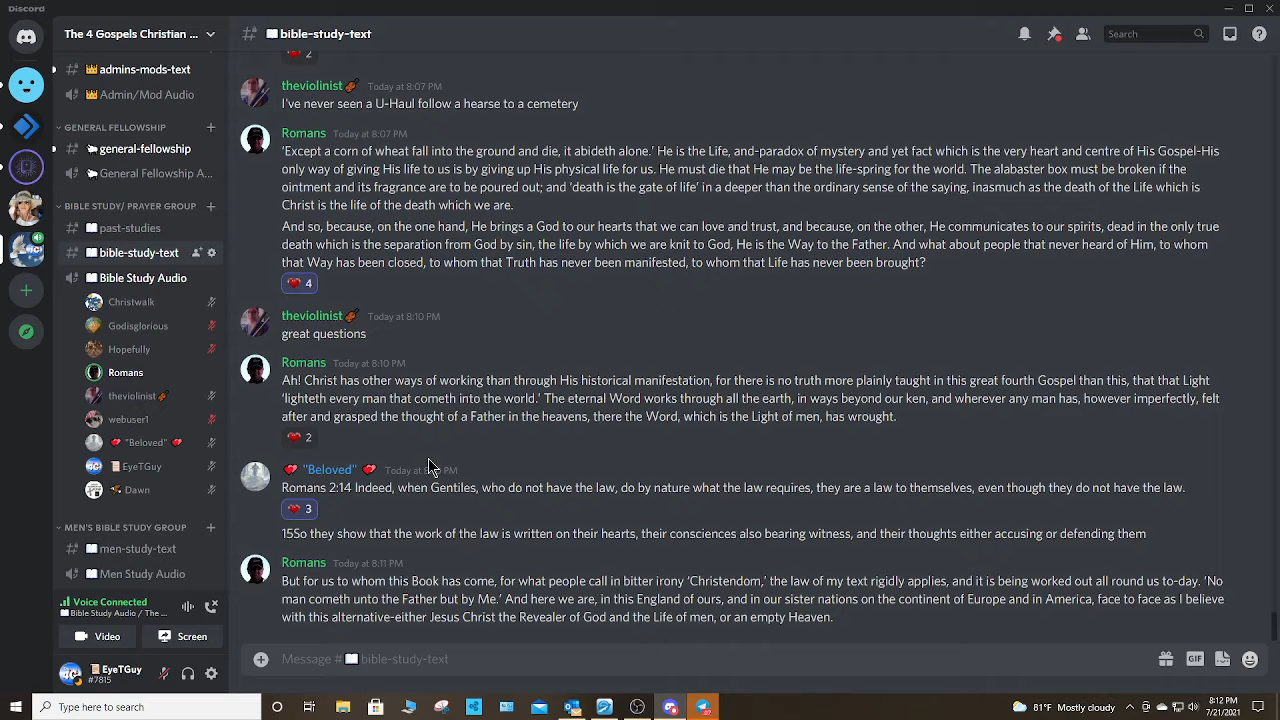 Discord
The 4 Gospels Christian ...
bible-study-text
Search
admins-mods-text
Admin/Mod Audio
GENERAL FELLOWSHIP
general-fellowship
General Fellowship A...
BIBLE STUDY/ PRAYER GROUP
past-studies
bible-study-text
Bible Study Audio
Christwalk
Godisglorious
Hopefully
Romans
theviolinist
webuser1
"Beloved"
EyeTGuy
Dawn
MEN'S BIBLE STUDY GROUP
men-study-text
Men Study Audio
Voice Connected
Bible Study Audio / The ...
Video
Screen
EyeTGuy
#7815
2
theviolinist Today at 8:07 PM
I've never seen a U-Haul follow a hearse to a cemetery
Romans Today at 8:07 PM
'Except a corn of wheat fall into the ground and die, it abideth alone.' He is the Life, and-paradox of mystery and yet fact which is the very heart and centre of His Gospel-His
only way of giving His life to us is by giving up His physical life for us. He must die that He may be the life-spring for the world. The alabaster box must be broken if the
ointment and its fragrance are to be poured out; and 'death is the gate of life' in a deeper than the ordinary sense of the saying, inasmuch as the death of the Life which is
Christ is the life of the death which we are.
And so, because, on the one hand, He brings a God to our hearts that we can love and trust, and because, on the other, He communicates to our spirits, dead in the only true
death which is the separation from God by sin, the life by which we are knit to God, He is the Way to the Father. And what about people that never heard of Him, to whom
that Way has been closed, to whom that Truth has never been manifested, to whom that Life has never been brought?
4
theviolinist Today at 8:10 PM
great questions
Romans Today at 8:10 PM
Ah! Christ has other ways of working than through His historical manifestation, for there is no truth more plainly taught in this great fourth Gospel than this, that that Light
'lighteth every man that cometh into the world.' The eternal Word works through all the earth, in ways beyond our ken, and wherever any man has, however imperfectly, felt
after and grasped the thought of a Father in the heavens, there the Word, which is the Light of men, has wrought.
2
"Beloved" Today at PM
Romans 2:14 Indeed, when Gentiles, who do not have the law, do by nature what the law requires, they are a law to themselves, even though they do not have the law.
3
15So they show that the work of the law is written on their hearts, their consciences also bearing witness, and their thoughts either accusing or defending them
Romans Today at 8:11 PM
But for us to whom this Book has come, for what people call in bitter irony 'Christendom,' the law of my text rigidly applies, and it is being worked out all round us to-day. 'No
man cometh unto the Father but by Me.' And here we are, in this England of ours, and in our sister nations on the continent of Europe and in America, face to face as I believe
with this alternative-either Jesus Christ the Revealer of God and the Life of men, or an empty Heaven.
Message # bible-study-text
GIF
Type here to search
81°F Mostly cloudy
8:12 PM
7/21/2021